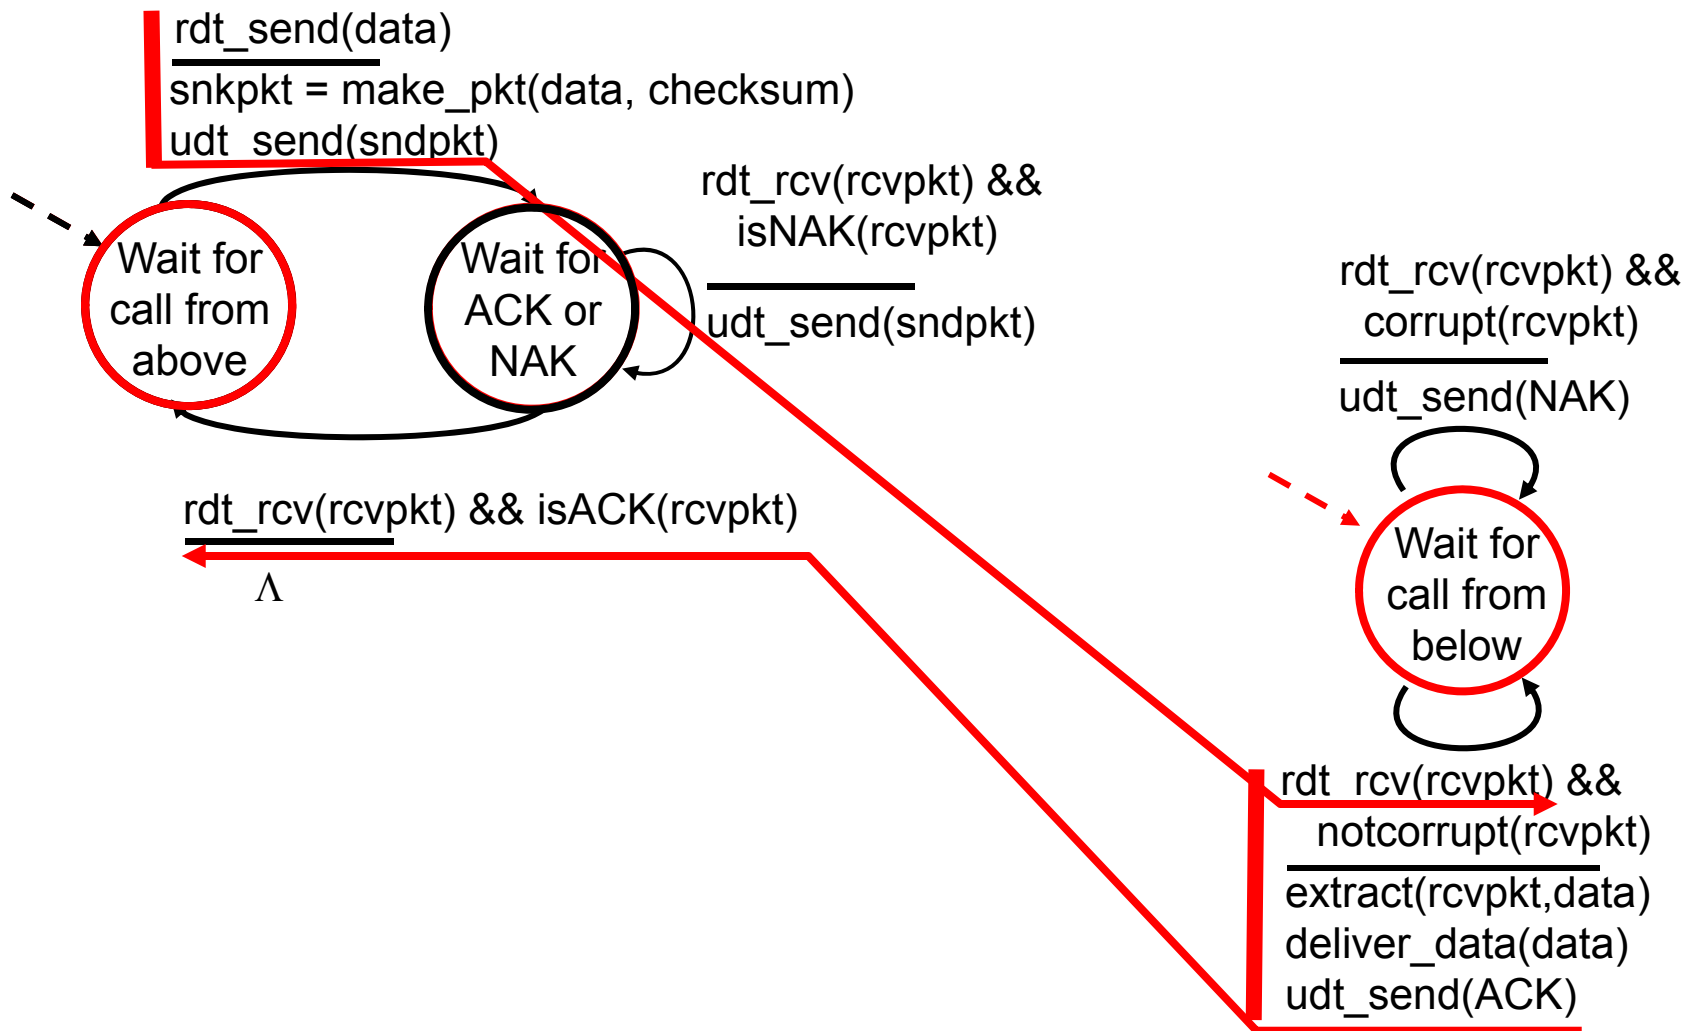 rdt_send(data)
snkpkt = make_pkt(data, checksum)
udt_send(sndpkt)
Wait for
call from
above
Wait for
ACK or
NAK
rdt_rcv(rcvpkt) &&
isNAK(rcvpkt)
udt_send(sndpkt)
rdt_rcv(rcvpkt) && isACK(rcvpkt)
Λ
rdt_rcv(rcvpkt) &&
corrupt(rcvpkt)
udt_send(NAK)
Wait for
call from
below
rdt_rcv(rcvpkt) &&
notcorrupt(rcvpkt)
extract(rcvpkt,data)
deliver_data(data)
udt_send(ACK)